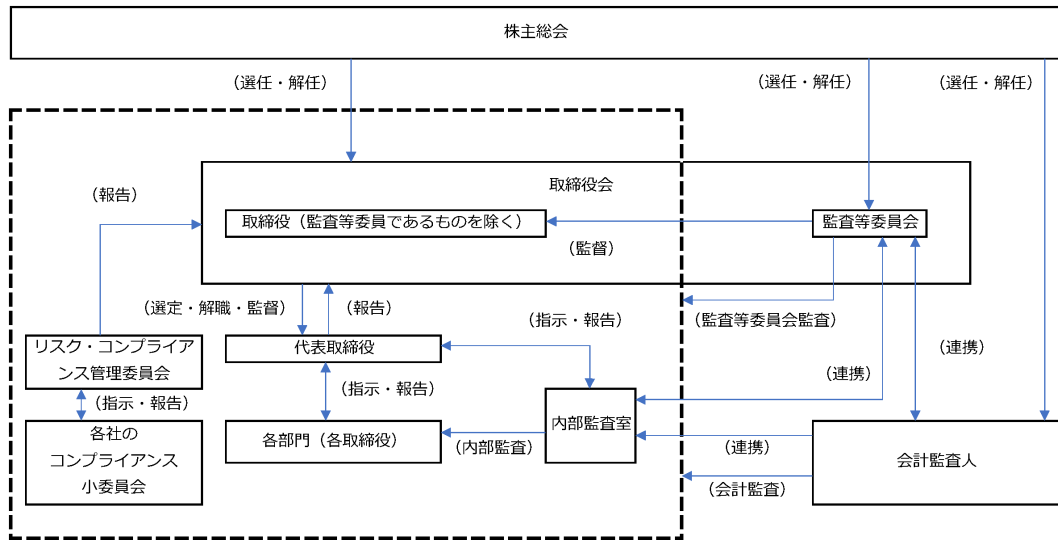 株主総会
（選任・解任）
（選任・解任）
（選任・解任）
取締役会
（報告）
取締役（監査等委員であるものを除く）
監査等委員会
（監督）
（選定・解職・監督）
（報告）
（指示・報告）
（監査等委員会監査）
リスク・コンプライア
ンス管理委員会
代表取締役
（連携）
（連携）
（指示・報告）
（指示・報告）
内部監査室
各社の
コンプライアンス
小委員会
各部門（各取締役）
（内部監査）
（連携）
会計監査人
（会計監査）